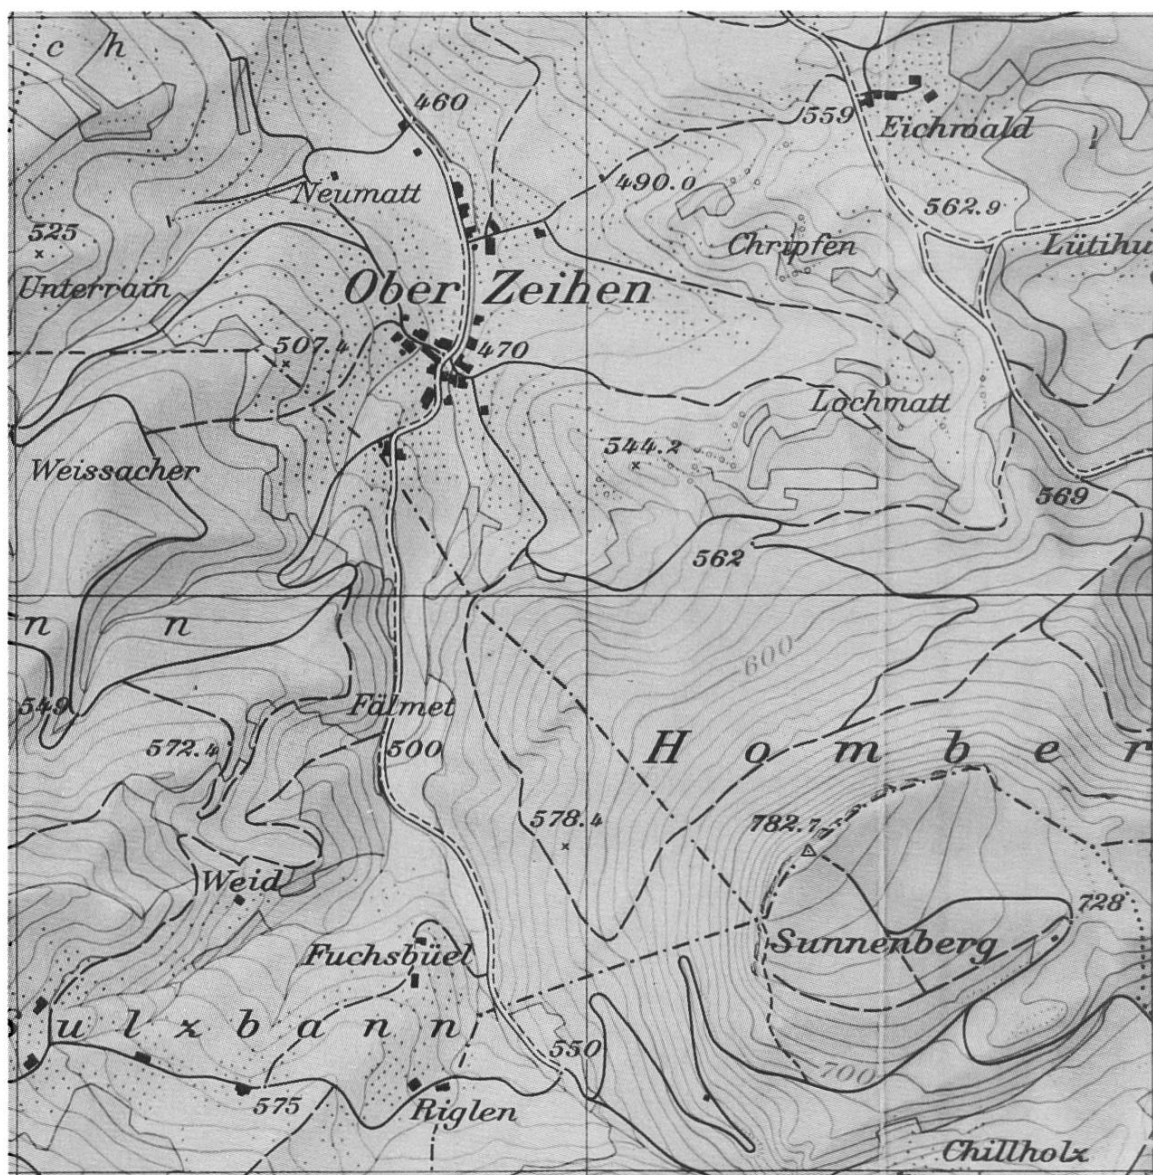 c h
460
559
Eichwald
490.0
Neumatt
562.9
525
Chripfen
Lütihu
Unterrain
Ober Zeihen
507.4
470
Lochmatt
544.2
Weissacher
569
562
n n
600
549
Fälmet
572.4
500
Homber
578.4
782.7
Weid
728
Fuchsbüel
Sunnenberg
Sulzbann
550
700
575
Riglen
Chillholz